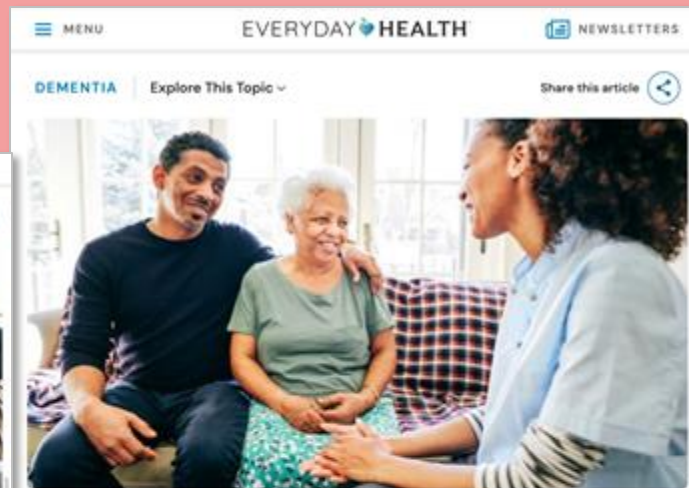 MENU
EVERYDAY HEALTH
NEWSLETTERS
DEMENTIA
Explore This Topic
Share this article